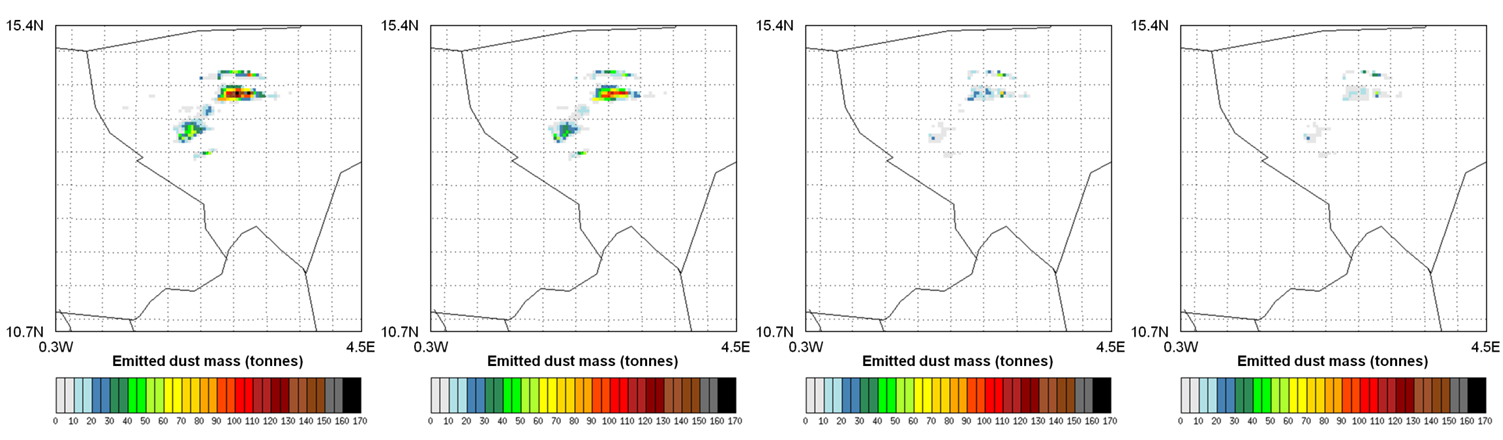 15.4N 15.4N 15.4N 15.4N
10.7N 10.7N 10.7N 10.7N
0.3W 4.5E 0.3W 4.5E 0.3W 4.5E 0.3W 4.5E
Emitted dust mass (tonnes) Emitted dust mass (tonnes) Emitted dust mass (tonnes) Emitted dust mass (tonnes)
0 10 20 30 40 50 60 70 80 90 100 110 120 130 140 150 160 170 0 10 20 30 40 50 60 70 80 90 100 110 120 130 140 150 160 170 0 10 20 30 40 50 60 70 80 90 100 110 120 130 140 150 160 170 0 10 20 30 40 50 60 70 80 90 100 110 120 130 140 150 160 170